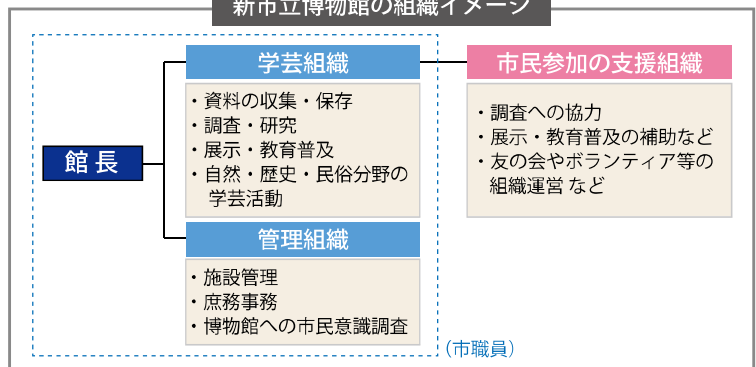 新市立博物館の組織イメージ
学芸組織
・資料の収集・保存
・調査・研究
・展示・教育普及
・自然・歴史・民俗分野の
学芸活動
市民参加の支援組織
・調査への協力
・展示・教育普及の補助など
・友の会やボランティア等の
組織運営 など
館 長
管理組織
・施設管理
・庶務事務
・博物館への市民意識調査
(市職員)